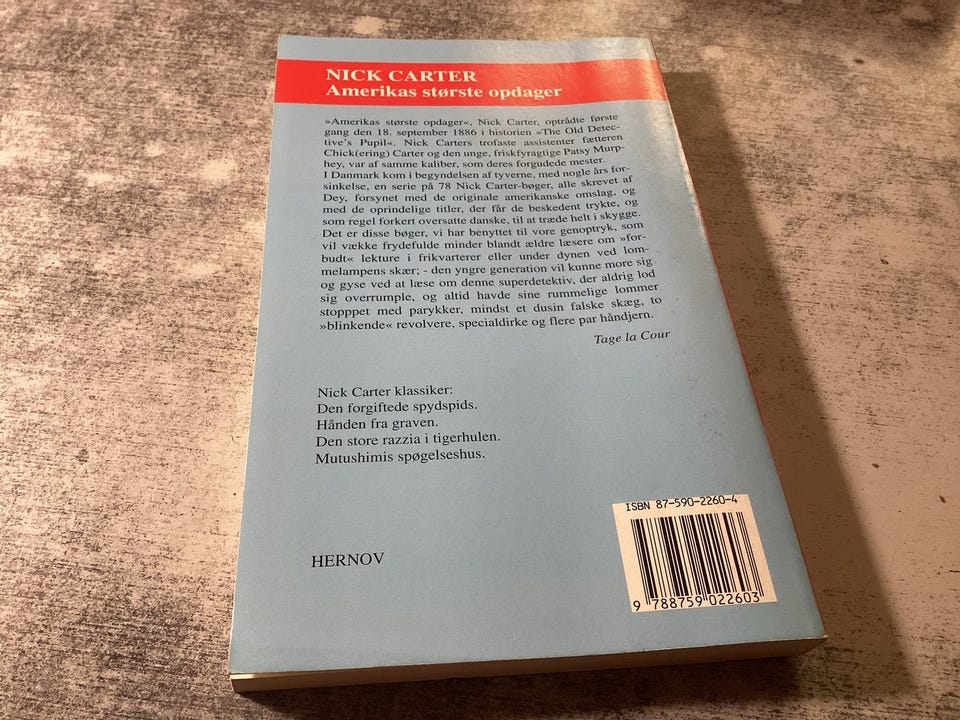 NICK CARTER
Amerikas største opdager
»Amerikas største opdager«, Nick Carter, optrådte første
gang den 18. september 1886 i historien »The Old Detec-
tive's Pupil«. Nick Carters trofaste assistenter fætteren
Chick(ering) Carter og den unge, friskfyragtige Patsy Murp-
hey, var af samme kaliber, som deres forgudede mester.
I Danmark kom i begyndelsen af tyverne, med nogle års for-
sinkelse, en serie på 78 Nick Carter-bøger, alle skrevet af
Dey, forsynet med de originale amerikanske omslag, og
med de oprindelige titler, der får de beskedent trykte, og
som regel forkert oversatte danske, til at træde helt i skygge.
Det er disse bøger, vi har benyttet til vore genoptryk, som
vil vække frydefulde minder blandt ældre læsere om »for-
budt« lekture i frikvarterer eller under dynen ved lom-
melampens skær; - den yngre generation vil kunne more sig
og gyse ved at læse om denne superdetektiv, der aldrig lod
sig overrumple, og altid havde sine rummelige lommer
stopppet med parykker, mindst et dusin falske skæg, to
»blinkende« revolvere, specialdirke og flere par håndjern.
Tage la Cour
Nick Carter klassiker:
Den forgiftede spydspids.
Hånden fra graven.
Den store razzia i tigerhulen.
Mutushimis spøgelseshus.
HERNOV
ISBN 87-590-2260-4
9 788759 022603